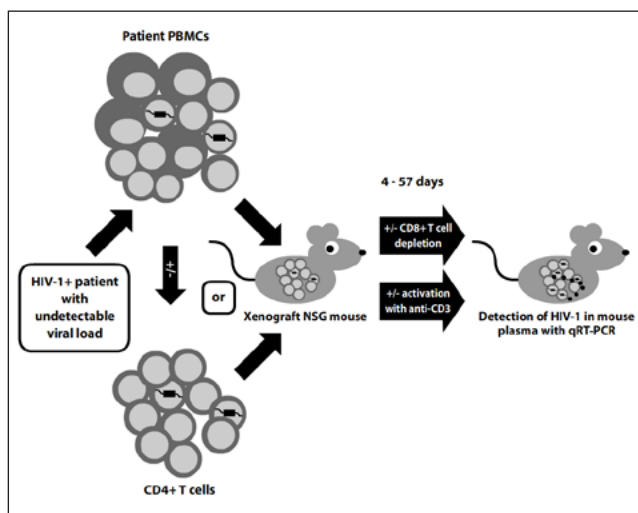 Patient PBMCs
4 - 57 days
+/- CD8+ T cell
depletion
HIV-1+ patient
with
undetectable
viral load
-/+
or
Xenograft NSG mouse
+/- activation
with anti-CD3
Detection of HIV-1 in mouse
plasma with qRT-PCR
CD4+ T cells